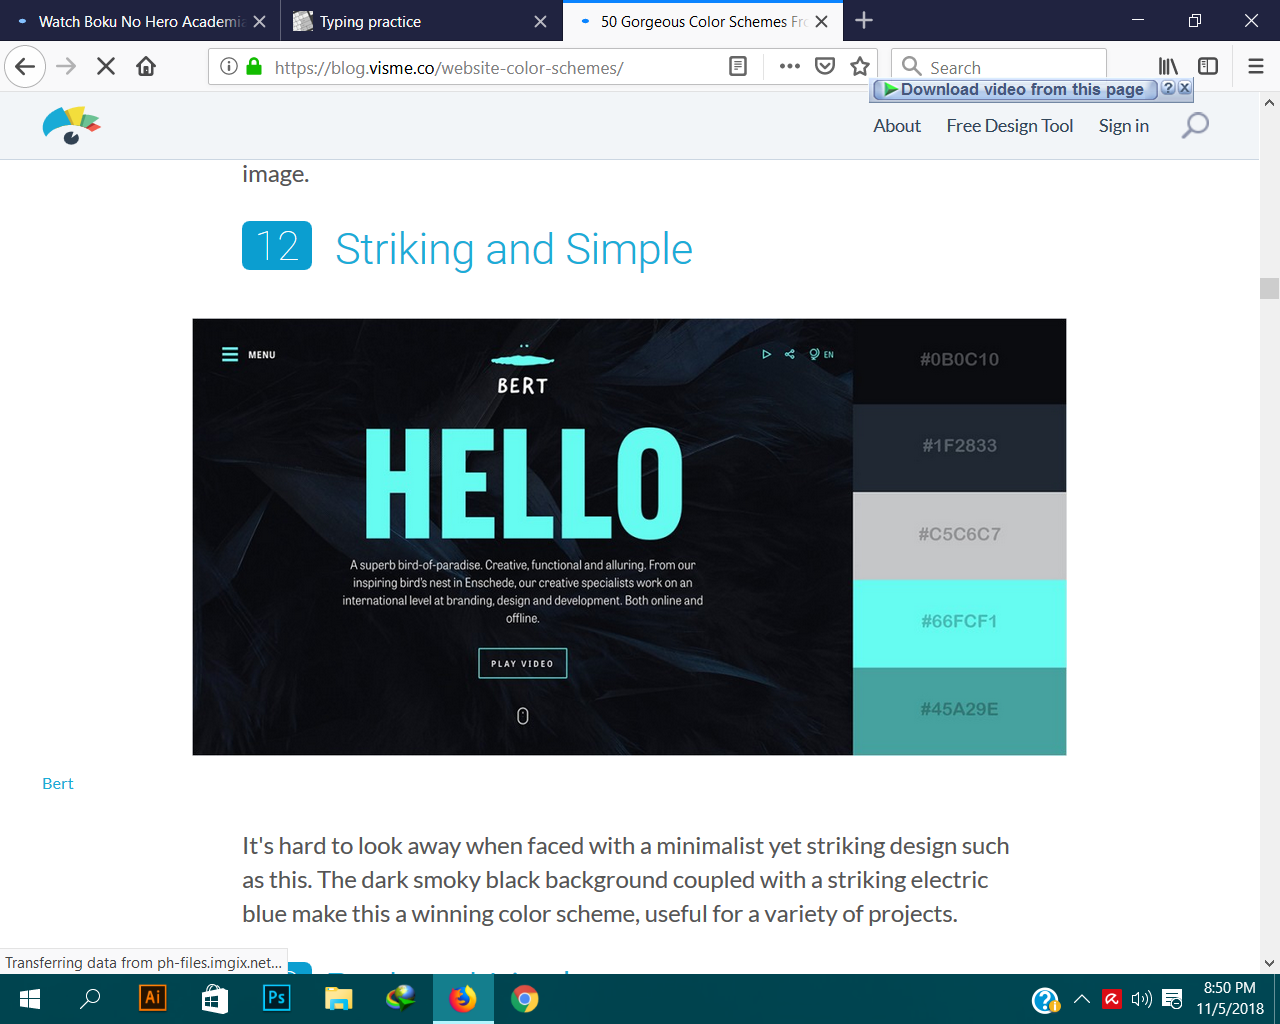 Watch Boku No Hero Academia
Typing practice
50 Gorgeous Color Schemes Fro
https://blog.visme.co/website-color-schemes/
Search
Download video from this page
?
About
Free Design Tool
Sign in
image.
12
Striking and Simple
MENU
BERT
EN
HELLO
A superb bird-of-paradise. Creative, functional and alluring. From our
inspiring bird's nest in Enschede, our creative specialists work on an
international level at branding, design and development. Both online and
offline.
PLAY VIDEO
#0B0C10
#1F2833
#C5C6C7
#66FCF1
#45A29E
Bert
It's hard to look away when faced with a minimalist yet striking design such
as this. The dark smoky black background coupled with a striking electric
blue make this a winning color scheme, useful for a variety of projects.
Transferring data from ph-files.imgix.net...
Ai
Ps
8:50 PM
11/5/2018